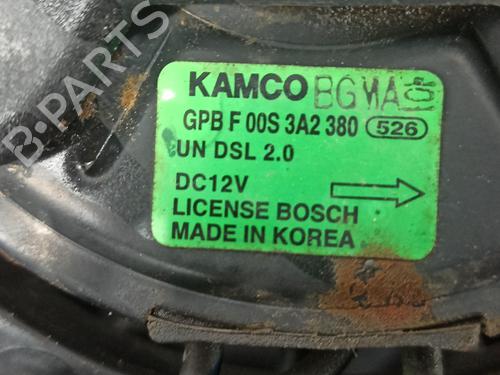 B-PARTS
KAMCO BGMA
GPB F 00S 3A2 380 526
UN DSL 2.0
DC12V
LICENSE BOSCH
MADE IN KOREA